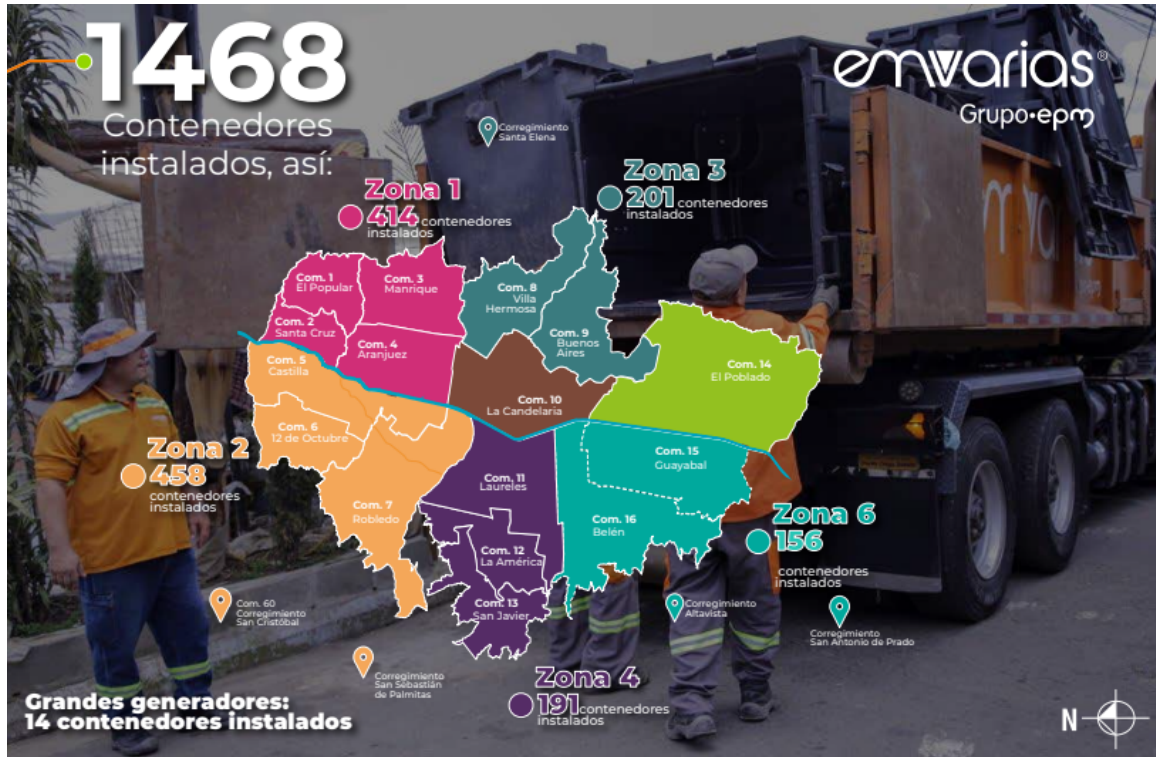 1468
Contenedores
instalados, así:
emvarias®
Grupo•epm
Corregimiento
Santa Elena
Zona 1
414 contenedores
instalados
Zona 3
201 contenedores
instalados
Com. 1
El Popular
Com. 3
Manrique
Com. 2
Santa Cruz
Com. 4
Aranjuez
Com. 8
Villa
Hermosa
Com. 9
Buenos
Aires
Com. 14
El Poblado
Com. 10
La Candelaria
Com. 5
Castilla
Com. 6
12 de Octubre
Com. 7
Robledo
Zona 2
458
contenedores
instalados
Com. 11
Laureles
Com. 12
La América
Com. 13
San Javier
Com. 15
Guayabal
Com. 16
Belén
Zona 6
156
contenedores
instalados
Com. 60
Corregimiento
San Cristóbal
Corregimiento
San Sebastián
de Palmitas
Corregimiento
Altavista
Corregimiento
San Antonio de Prado
Zona 4
191 contenedores
instalados
Grandes generadores:
14 contenedores instalados
N